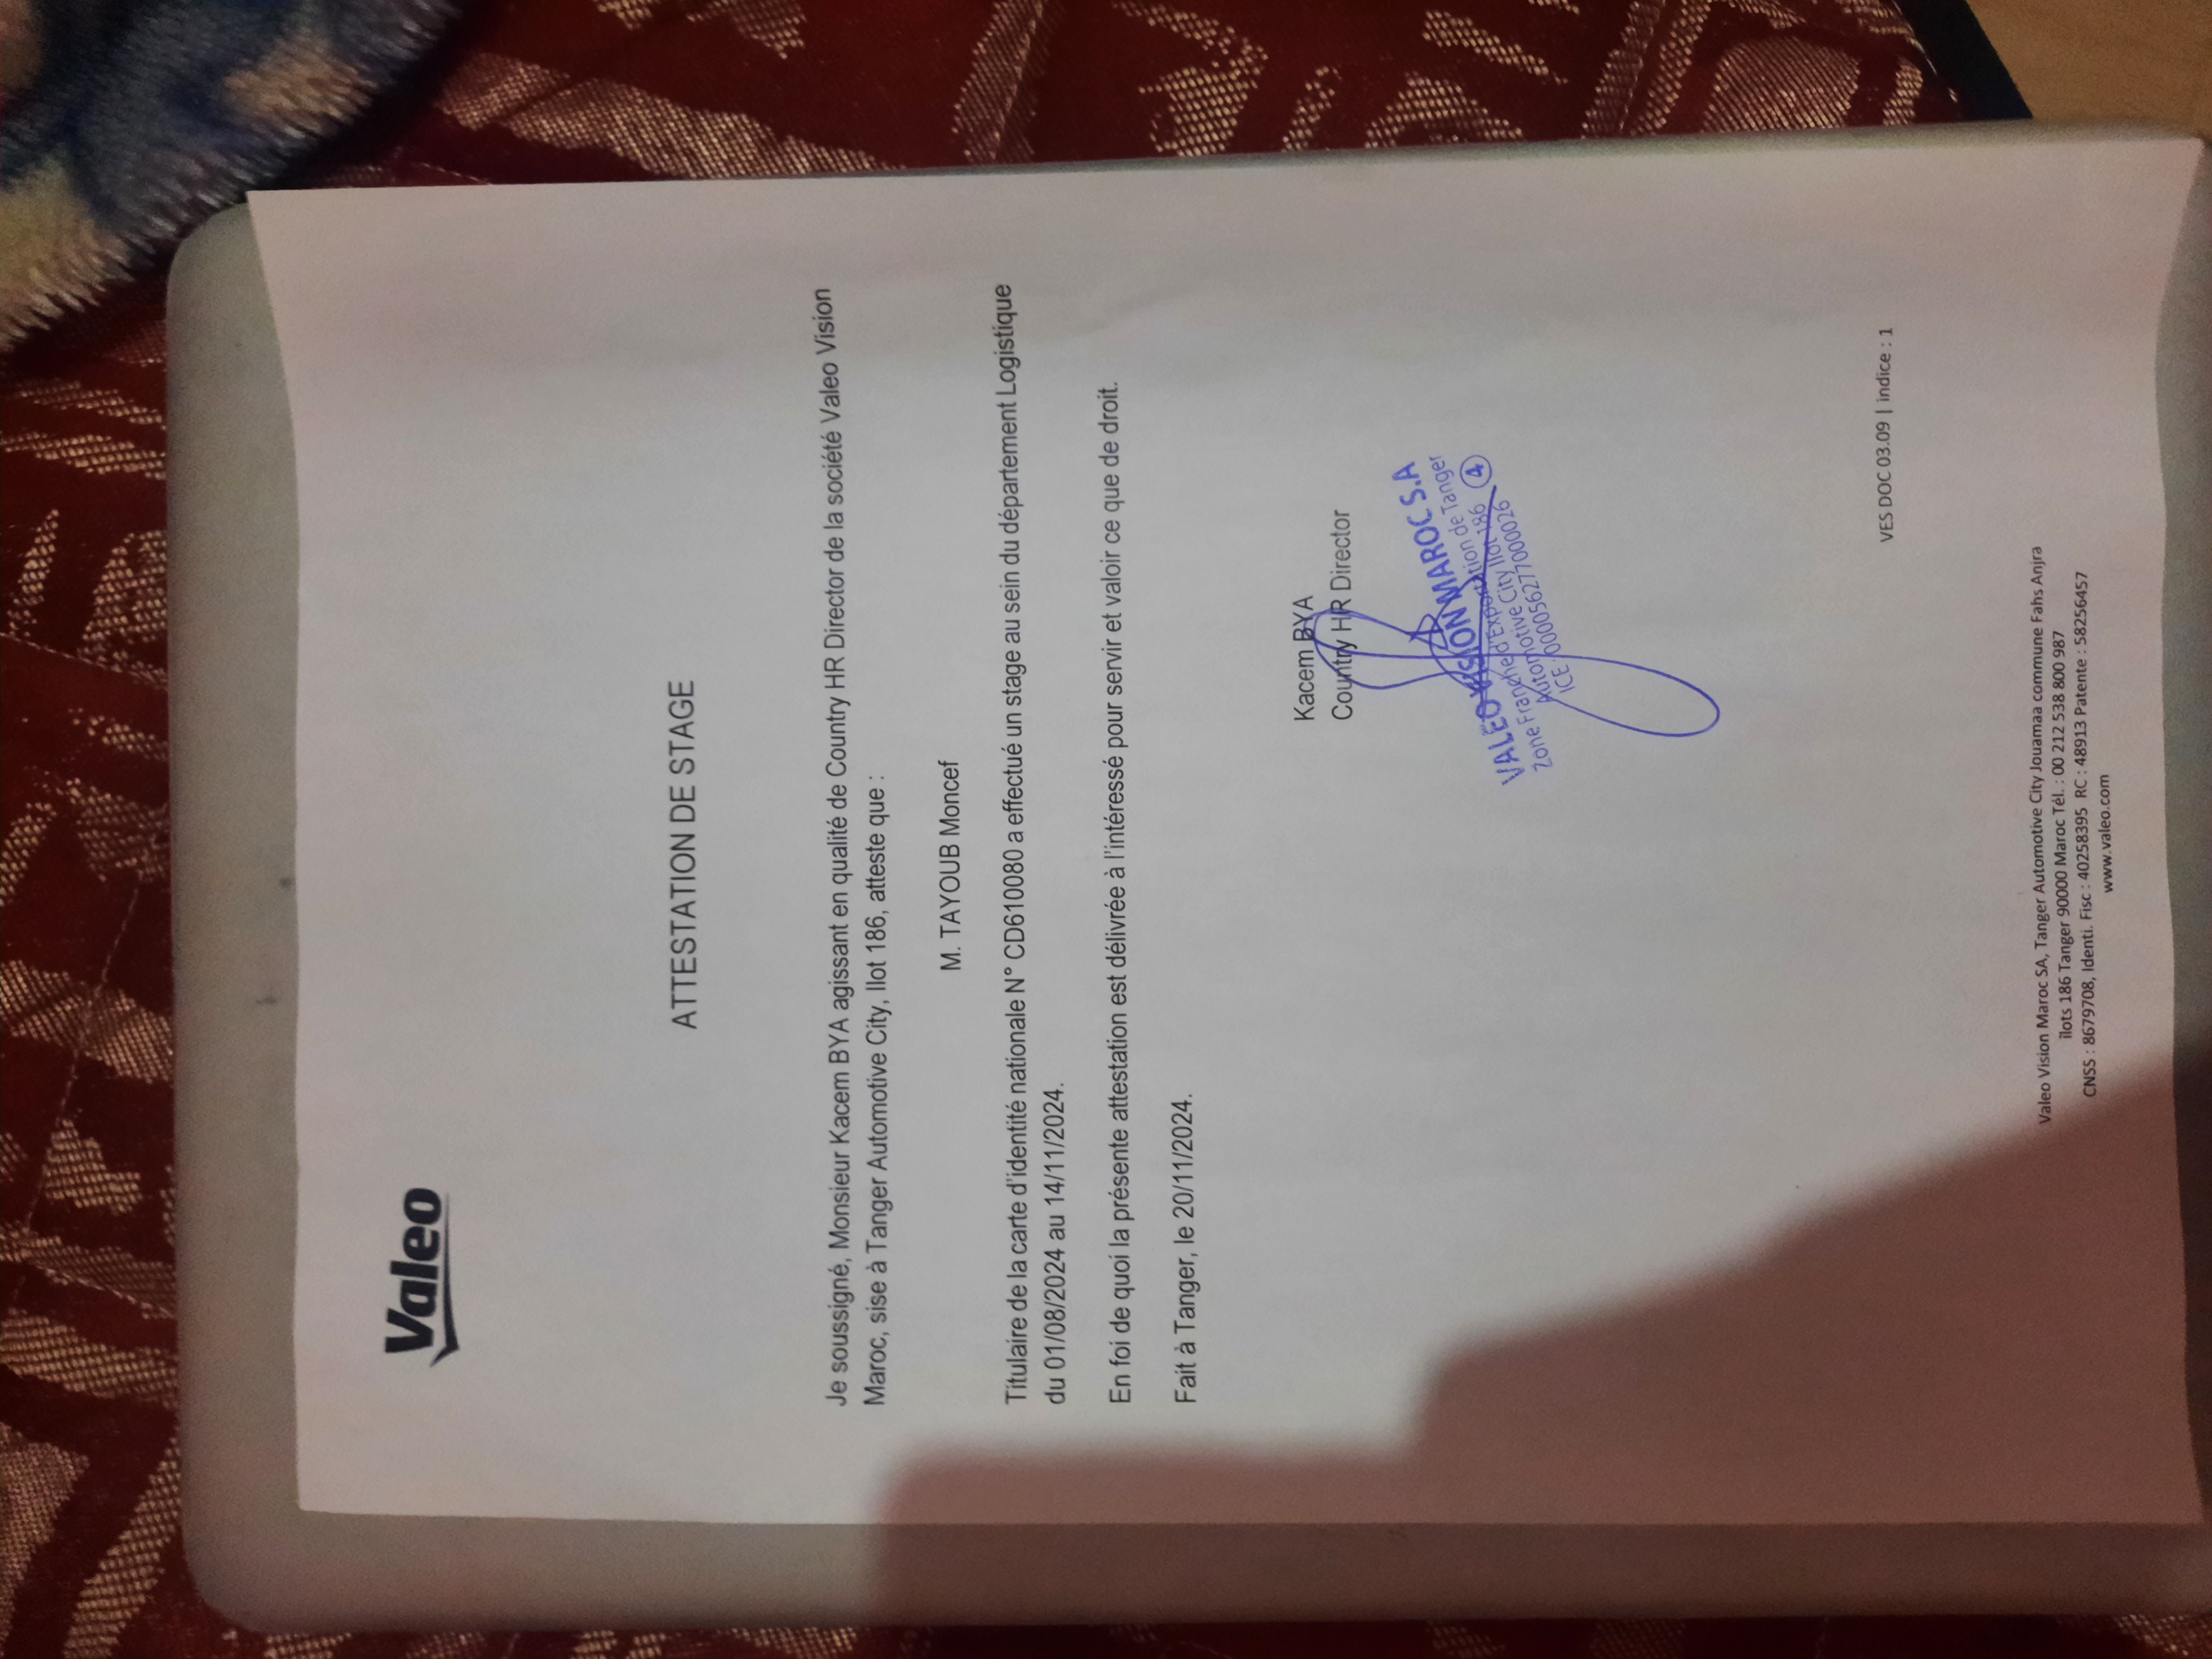 Valeo
ATTESTATION DE STAGE
Je soussigné, Monsieur Kacem BYA agissant en qualité de Country HR Director de la société Valeo Vision
Maroc, sise à Tanger Automotive City, Ilot 186, atteste que :
M. TAYOUB Moncef
Titulaire de la carte d'identité nationale N° CD610080 a effectué un stage au sein du département Logistique
du 01/08/2024 au 14/11/2024.
En foi de quoi la présente attestation est délivrée à l'intéressé pour servir et valoir ce que de droit.
Fait à Tanger, le 20/11/2024.
Kacem BYA
Country HR Director
VALEO VISION MAROC S.A
Zone Franche d'Exportation de Tanger
Automotive City Ilot 186 4
ICE : 000056277000026
VES DOC 03.09 | indice : 1
Valeo Vision Maroc SA, Tanger Automotive City Jouamaa commune Fahs Anjra
îlots 186 Tanger 90000 Maroc Tél. : 00 212 538 800 987
CNSS : 8679708, Identi. Fisc : 40258395 RC : 48913 Patente : 58256457
www.valeo.com